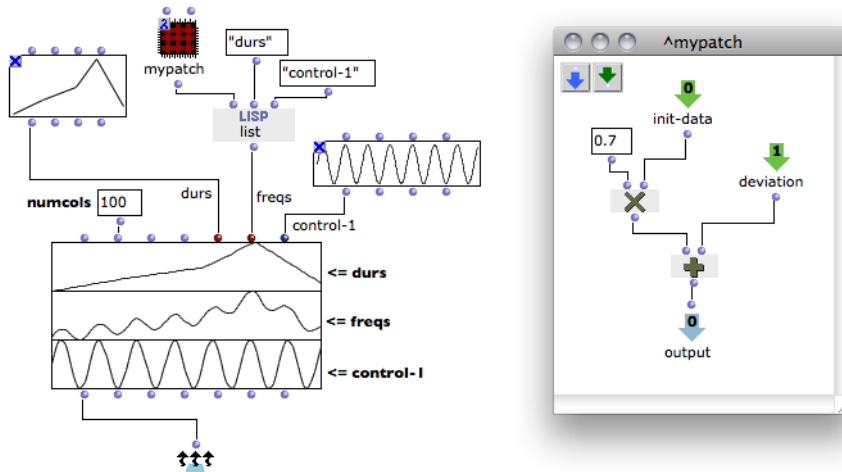 "durs"
mypatch
"control-1"
LISP
list
durs
freqs
numcols 100
control-1
<= durs
<= freqs
<= control-1
^mypatch
0
init-data
0.7
1
deviation
0
output